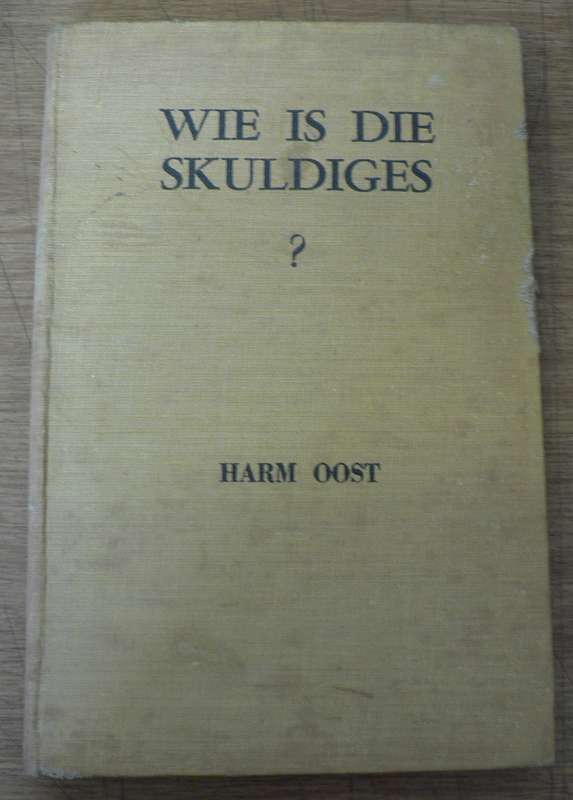 WIE IS DIE
SKULDIGES
?
HARM OOST